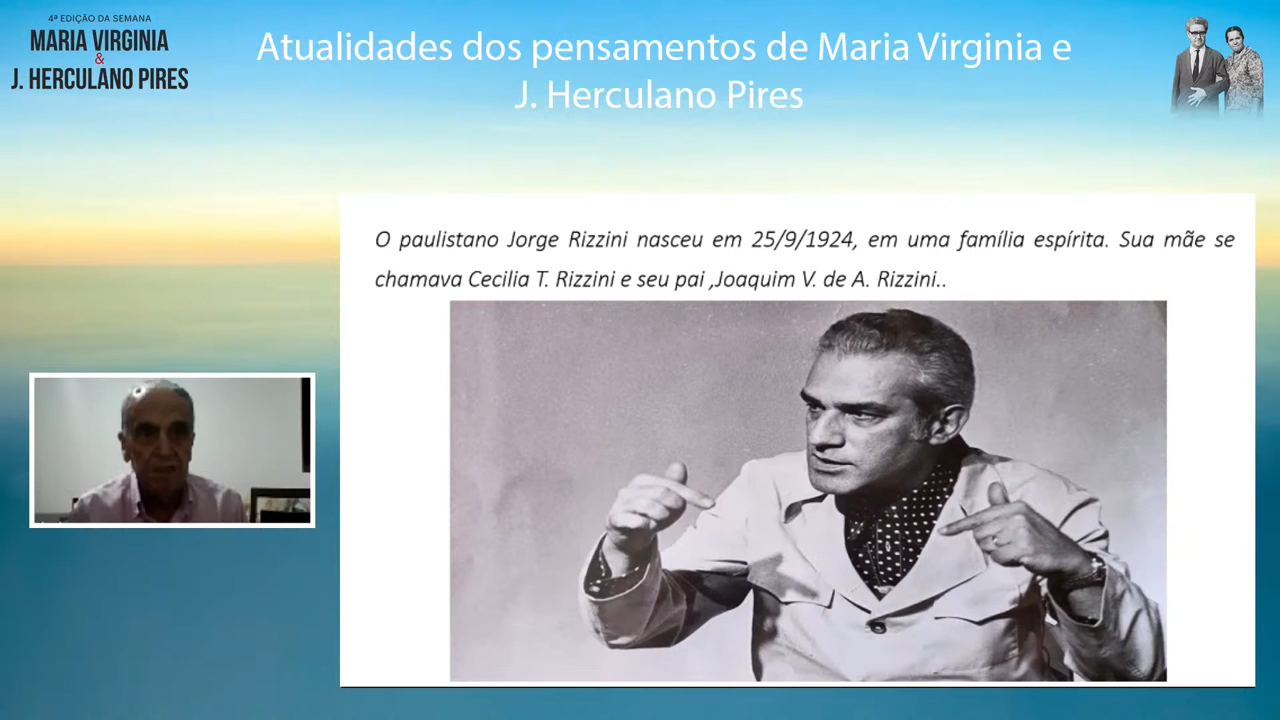 4ª EDIÇÃO DA SEMANA
MARIA VIRGINIA
&
J. HERCULANO PIRES
Atualidades dos pensamentos de Maria Virginia e
J. Herculano Pires
O paulistano Jorge Rizzini nasceu em 25/9/1924, em uma família espírita. Sua mãe se
chamava Cecilia T. Rizzini e seu pai ,Joaquim V. de A. Rizzini..